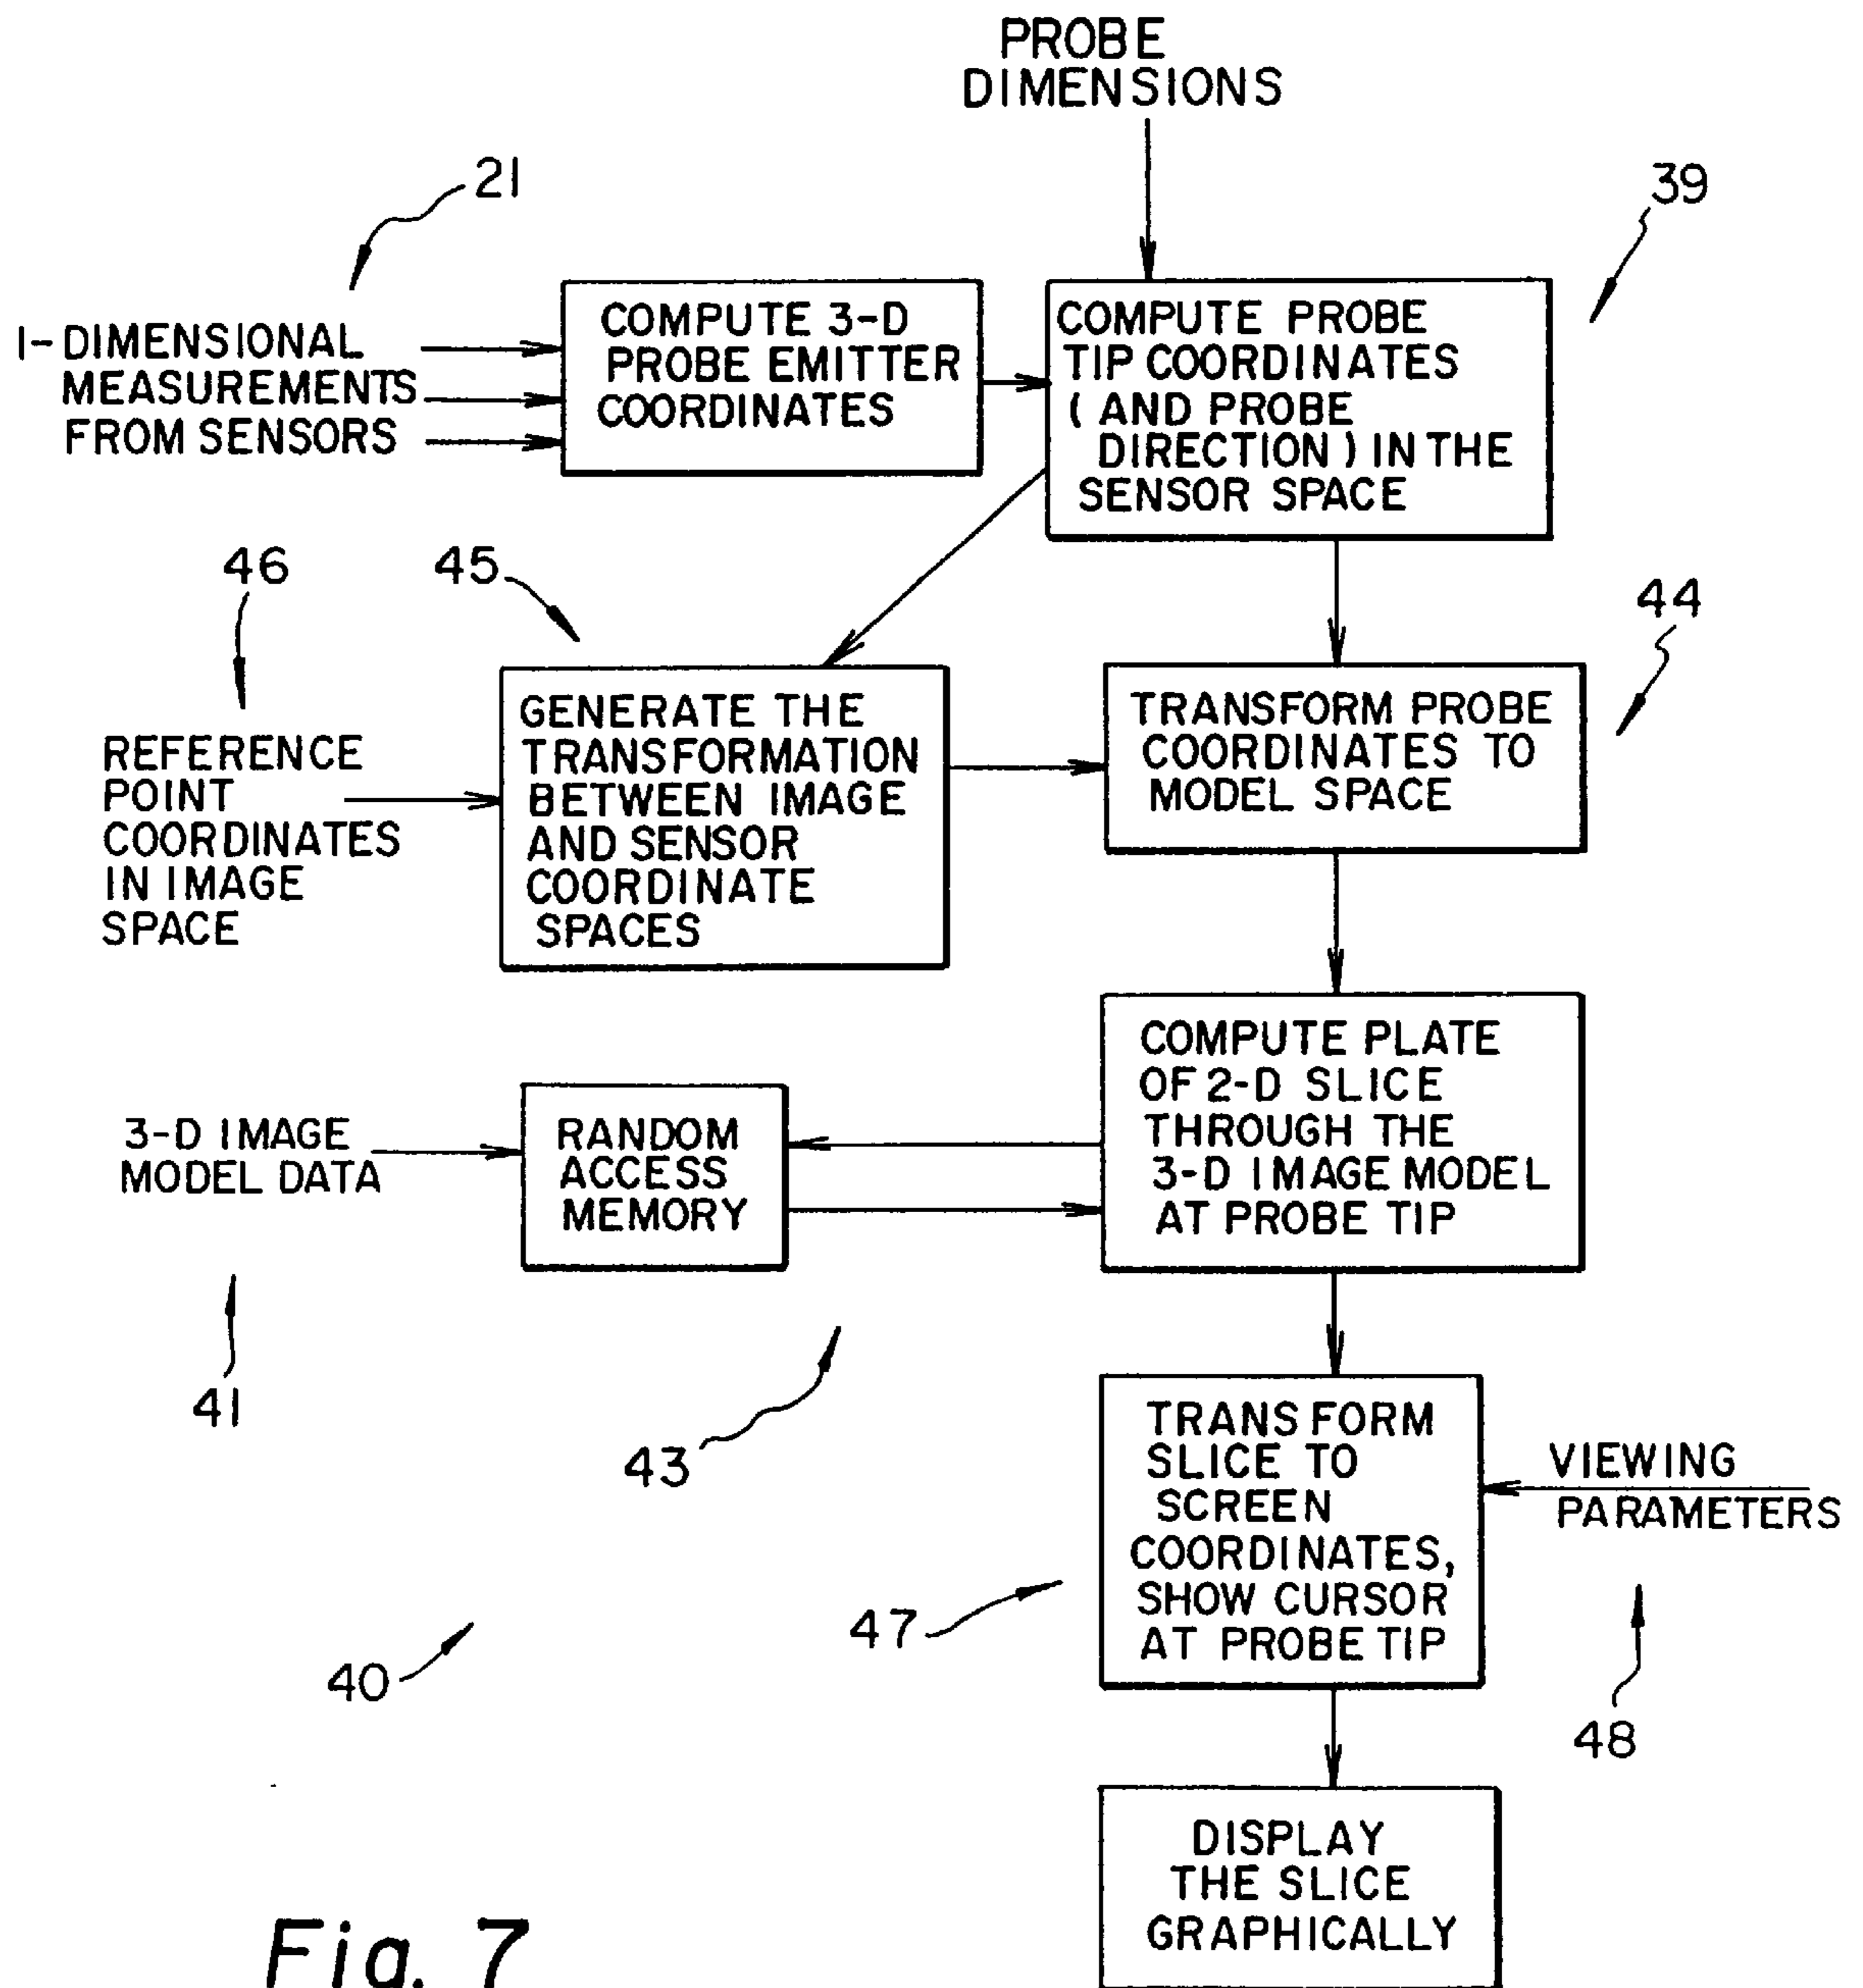 PROBE
DIMENSIONS
21
39
1-DIMENSIONAL
MEASUREMENTS
FROM SENSORS
COMPUTE 3-D
PROBE EMITTER
COORDINATES
COMPUTE PROBE
TIP COORDINATES
(AND PROBE
DIRECTION) IN THE
SENSOR SPACE
46
45
44
REFERENCE
POINT
COORDINATES
IN IMAGE
SPACE
GENERATE THE
TRANSFORMATION
BETWEEN IMAGE
AND SENSOR
COORDINATE
SPACES
TRANSFORM PROBE
COORDINATES TO
MODEL SPACE
3-D IMAGE
MODEL DATA
RANDOM
ACCESS
MEMORY
COMPUTE PLATE
OF 2-D SLICE
THROUGH THE
3-D IMAGE MODEL
AT PROBE TIP
41
43
TRANSFORM
SLICE TO
SCREEN
COORDINATES,
SHOW CURSOR
AT PROBE TIP
VIEWING
PARAMETERS
47
40
48
DISPLAY
THE SLICE
GRAPHICALLY
Fig. 7